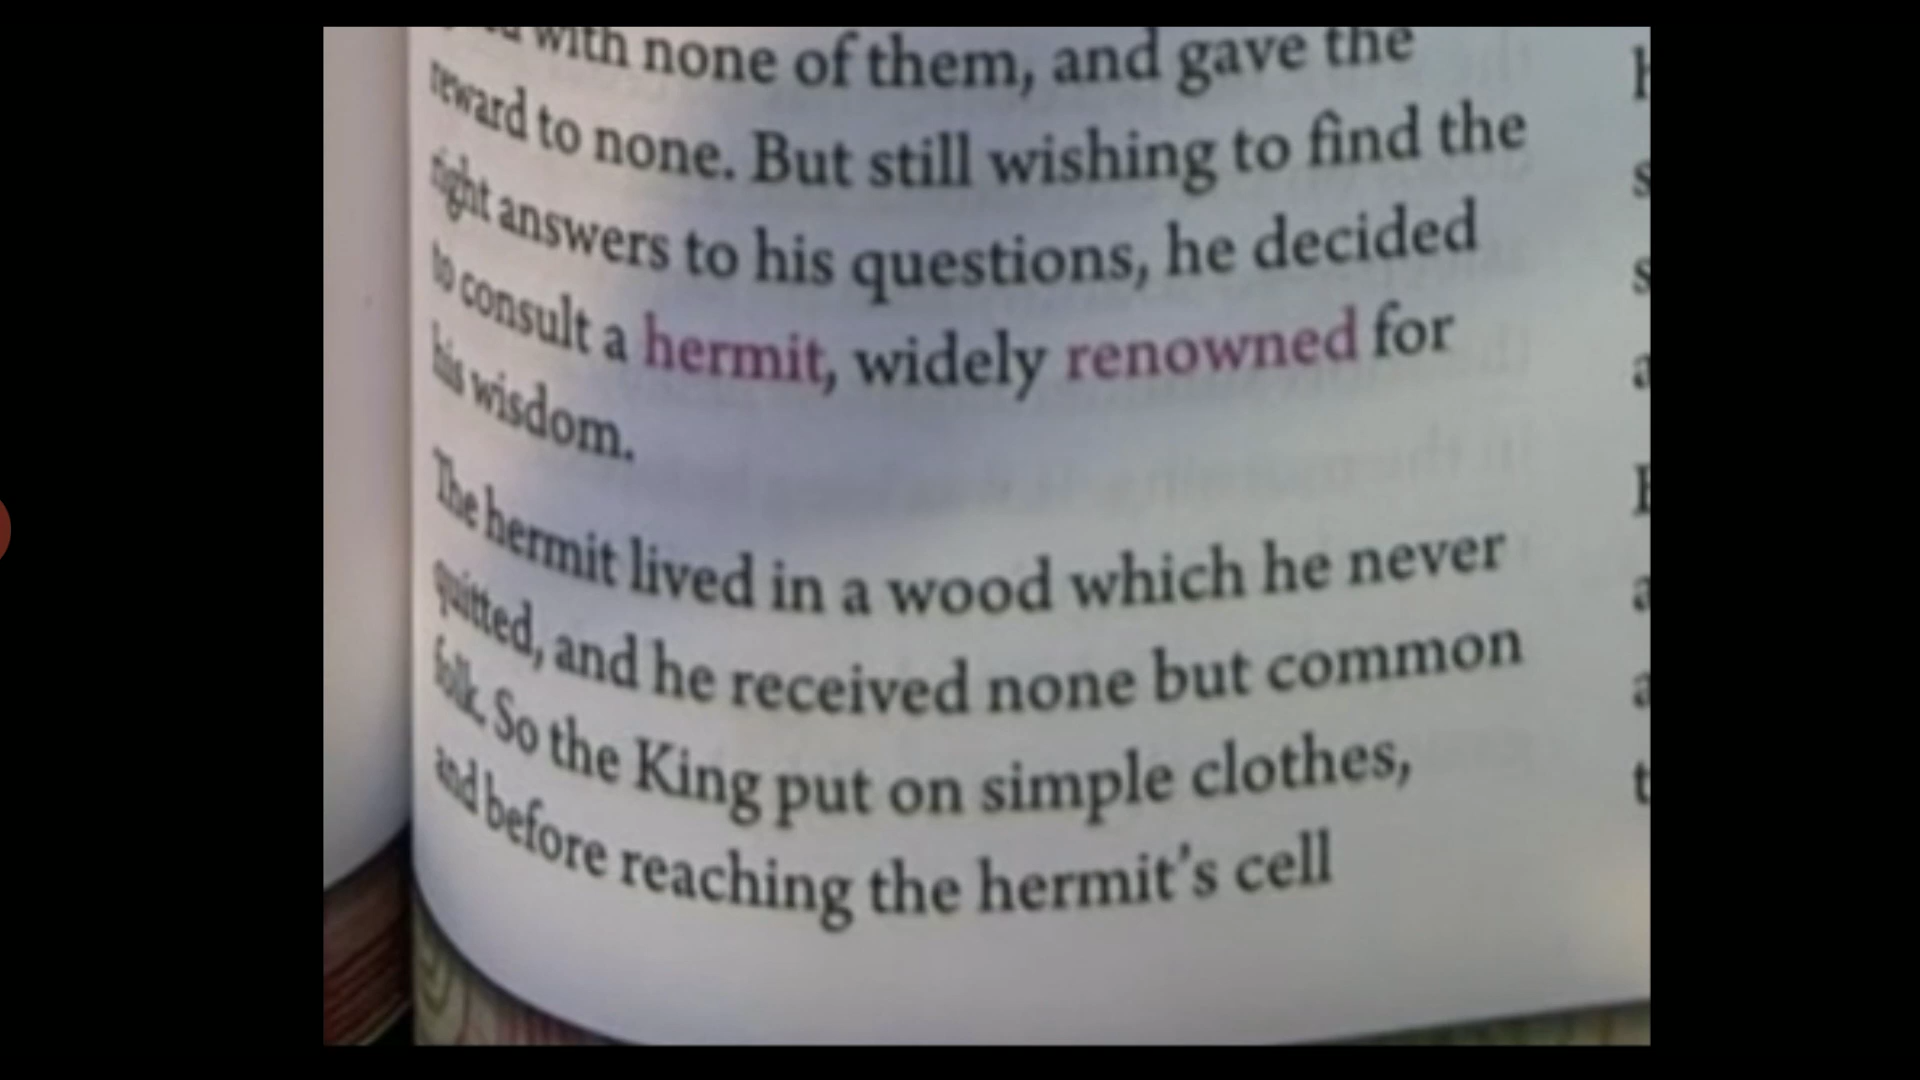 with none of them, and gave the
reward to none. But still wishing to find the
right answers to his questions, he decided
to consult a hermit, widely renowned for
his wisdom.
The hermit lived in a wood which he never
quitted, and he received none but common
folk. So the King put on simple clothes,
and before reaching the hermit's cell